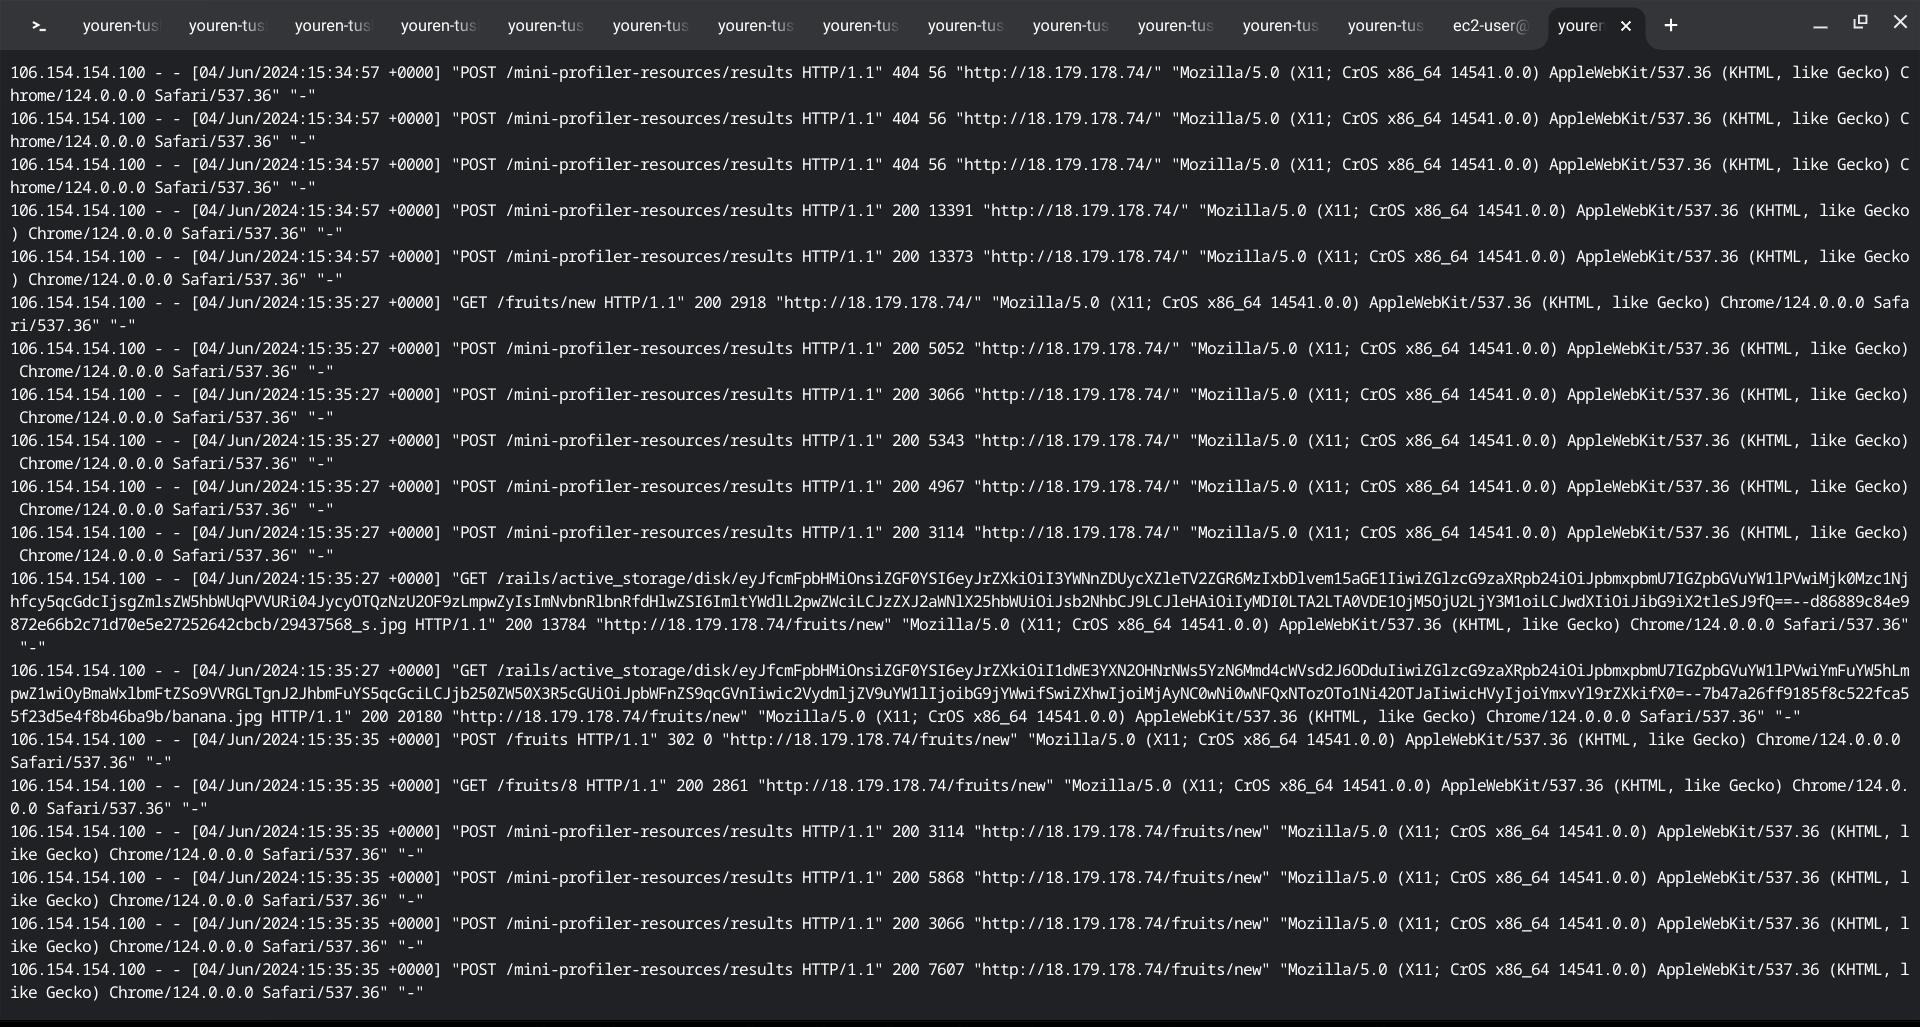 youren-tus youren-tus youren-tus youren-tus youren-tus youren-tus youren-tus youren-tus youren-tus youren-tus youren-tus youren-tus youren-tus ec2-user@ youren
106.154.154.100 - - [04/Jun/2024:15:34:57 +0000] "POST /mini-profiler-resources/results HTTP/1.1" 404 56 "http://18.179.178.74/" "Mozilla/5.0 (X11; CrOS x86_64 14541.0.0) AppleWebKit/537.36 (KHTML, like Gecko) C
hrome/124.0.0.0 Safari/537.36" "-"
106.154.154.100 - - [04/Jun/2024:15:34:57 +0000] "POST /mini-profiler-resources/results HTTP/1.1" 404 56 "http://18.179.178.74/" "Mozilla/5.0 (X11; CrOS x86_64 14541.0.0) AppleWebKit/537.36 (KHTML, like Gecko) C
hrome/124.0.0.0 Safari/537.36" "-"
106.154.154.100 - - [04/Jun/2024:15:34:57 +0000] "POST /mini-profiler-resources/results HTTP/1.1" 404 56 "http://18.179.178.74/" "Mozilla/5.0 (X11; CrOS x86_64 14541.0.0) AppleWebKit/537.36 (KHTML, like Gecko) C
hrome/124.0.0.0 Safari/537.36" "-"
106.154.154.100 - - [04/Jun/2024:15:34:57 +0000] "POST /mini-profiler-resources/results HTTP/1.1" 200 13391 "http://18.179.178.74/" "Mozilla/5.0 (X11; CrOS x86_64 14541.0.0) AppleWebKit/537.36 (KHTML, like Gecko
) Chrome/124.0.0.0 Safari/537.36" "-"
106.154.154.100 - - [04/Jun/2024:15:34:57 +0000] "POST /mini-profiler-resources/results HTTP/1.1" 200 13373 "http://18.179.178.74/" "Mozilla/5.0 (X11; CrOS x86_64 14541.0.0) AppleWebKit/537.36 (KHTML, like Gecko
) Chrome/124.0.0.0 Safari/537.36" "-"
106.154.154.100 - - [04/Jun/2024:15:35:27 +0000] "GET /fruits/new HTTP/1.1" 200 2918 "http://18.179.178.74/" "Mozilla/5.0 (X11; CrOS x86_64 14541.0.0) AppleWebKit/537.36 (KHTML, like Gecko) Chrome/124.0.0.0 Safa
ri/537.36" "-"
106.154.154.100 - - [04/Jun/2024:15:35:27 +0000] "POST /mini-profiler-resources/results HTTP/1.1" 200 5052 "http://18.179.178.74/" "Mozilla/5.0 (X11; CrOS x86_64 14541.0.0) AppleWebKit/537.36 (KHTML, like Gecko)
Chrome/124.0.0.0 Safari/537.36" "-"
106.154.154.100 - - [04/Jun/2024:15:35:27 +0000] "POST /mini-profiler-resources/results HTTP/1.1" 200 3066 "http://18.179.178.74/" "Mozilla/5.0 (X11; CrOS x86_64 14541.0.0) AppleWebKit/537.36 (KHTML, like Gecko)
Chrome/124.0.0.0 Safari/537.36" "-"
106.154.154.100 - - [04/Jun/2024:15:35:27 +0000] "POST /mini-profiler-resources/results HTTP/1.1" 200 5343 "http://18.179.178.74/" "Mozilla/5.0 (X11; CrOS x86_64 14541.0.0) AppleWebKit/537.36 (KHTML, like Gecko)
Chrome/124.0.0.0 Safari/537.36" "-"
106.154.154.100 - - [04/Jun/2024:15:35:27 +0000] "POST /mini-profiler-resources/results HTTP/1.1" 200 4967 "http://18.179.178.74/" "Mozilla/5.0 (X11; CrOS x86_64 14541.0.0) AppleWebKit/537.36 (KHTML, like Gecko)
Chrome/124.0.0.0 Safari/537.36" "-"
106.154.154.100 - - [04/Jun/2024:15:35:27 +0000] "POST /mini-profiler-resources/results HTTP/1.1" 200 3114 "http://18.179.178.74/" "Mozilla/5.0 (X11; CrOS x86_64 14541.0.0) AppleWebKit/537.36 (KHTML, like Gecko)
Chrome/124.0.0.0 Safari/537.36" "-"
106.154.154.100 - - [04/Jun/2024:15:35:27 +0000] "GET /rails/active_storage/disk/eyJfcmFpbHMiOnsiZGF0YSI6eyJrZXkiOiI3YWNnZDUycXZleTV2ZGR6MzIxbDlvem15aGE1IiwiZGlzcG9zaXRpb24iOiJpbmxpbmU7IGZpbGVuYW1lPVwiMjk0Mzc1Nj
hfcy5qcGdcIjsgZmlsZW5hbWUqPVVURi04JycyOTQzNzU2OF9zLmpwZyIsImNvbnRlbnRfdHlwZSI6ImltYWdlL2pwZWciLCJzZXJ2aWNlX25hbWUiOiJsb2NhbCJ9LCJleHAiOiIyMDI0LTA2LTA0VDE1OjM5OjU2LjY3M1oiLCJwdXIiOiJibG9iX2tleSJ9fQ==--d86889c84e9
872e66b2c71d70e5e27252642cbcb/29437568_s.jpg HTTP/1.1" 200 13784 "http://18.179.178.74/fruits/new" "Mozilla/5.0 (X11; CrOS x86_64 14541.0.0) AppleWebKit/537.36 (KHTML, like Gecko) Chrome/124.0.0.0 Safari/537.36"
"-"
106.154.154.100 - - [04/Jun/2024:15:35:27 +0000] "GET /rails/active_storage/disk/eyJfcmFpbHMiOnsiZGF0YSI6eyJrZXkiOiI1dWE3YXN2OHNrNWs5YzN6Mmd4cWVsd2J6ODduIiwiZGlzcG9zaXRpb24iOiJpbmxpbmU7IGZpbGVuYW1lPVwiYmFuYW5hLm
pwZ1wiOyBmaWxlbmFtZSo9VVRGLTgnJ2JhbmFuYS5qcGciLCJjb250ZW50X3R5cGUiOiJpbWFnZS9qcGVnIiwic2VydmljZV9uYW1lIjoibG9jYWwifSwiZXhwIjoiMjAyNC0wNi0wNFQxNTozOTo1Ni42OTJaIiwicHVyIjoiYmxvYl9rZXkifX0=--7b47a26ff9185f8c522fca5
5f23d5e4f8b46ba9b/banana.jpg HTTP/1.1" 200 20180 "http://18.179.178.74/fruits/new" "Mozilla/5.0 (X11; CrOS x86_64 14541.0.0) AppleWebKit/537.36 (KHTML, like Gecko) Chrome/124.0.0.0 Safari/537.36" "-"
106.154.154.100 - - [04/Jun/2024:15:35:35 +0000] "POST /fruits HTTP/1.1" 302 0 "http://18.179.178.74/fruits/new" "Mozilla/5.0 (X11; CrOS x86_64 14541.0.0) AppleWebKit/537.36 (KHTML, like Gecko) Chrome/124.0.0.0
Safari/537.36" "-"
106.154.154.100 - - [04/Jun/2024:15:35:35 +0000] "GET /fruits/8 HTTP/1.1" 200 2861 "http://18.179.178.74/fruits/new" "Mozilla/5.0 (X11; CrOS x86_64 14541.0.0) AppleWebKit/537.36 (KHTML, like Gecko) Chrome/124.0.
0.0 Safari/537.36" "-"
106.154.154.100 - - [04/Jun/2024:15:35:35 +0000] "POST /mini-profiler-resources/results HTTP/1.1" 200 3114 "http://18.179.178.74/fruits/new" "Mozilla/5.0 (X11; CrOS x86_64 14541.0.0) AppleWebKit/537.36 (KHTML, l
ike Gecko) Chrome/124.0.0.0 Safari/537.36" "-"
106.154.154.100 - - [04/Jun/2024:15:35:35 +0000] "POST /mini-profiler-resources/results HTTP/1.1" 200 5868 "http://18.179.178.74/fruits/new" "Mozilla/5.0 (X11; CrOS x86_64 14541.0.0) AppleWebKit/537.36 (KHTML, l
ike Gecko) Chrome/124.0.0.0 Safari/537.36" "-"
106.154.154.100 - - [04/Jun/2024:15:35:35 +0000] "POST /mini-profiler-resources/results HTTP/1.1" 200 3066 "http://18.179.178.74/fruits/new" "Mozilla/5.0 (X11; CrOS x86_64 14541.0.0) AppleWebKit/537.36 (KHTML, l
ike Gecko) Chrome/124.0.0.0 Safari/537.36" "-"
106.154.154.100 - - [04/Jun/2024:15:35:35 +0000] "POST /mini-profiler-resources/results HTTP/1.1" 200 7607 "http://18.179.178.74/fruits/new" "Mozilla/5.0 (X11; CrOS x86_64 14541.0.0) AppleWebKit/537.36 (KHTML, l
ike Gecko) Chrome/124.0.0.0 Safari/537.36" "-"